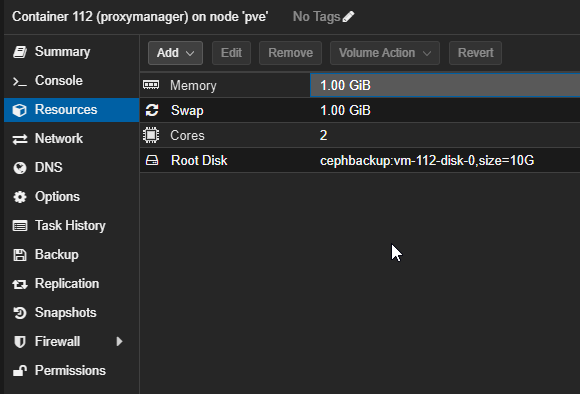 Container 112 (proxymanager) on node 'pve' No Tags
Summary
Console
Resources
Network
DNS
Options
Task History
Backup
Replication
Snapshots
Firewall
Permissions
Add Edit Remove Volume Action Revert
Memory 1.00 GiB
Swap 1.00 GiB
Cores 2
Root Disk cephbackup:vm-112-disk-0,size=10G